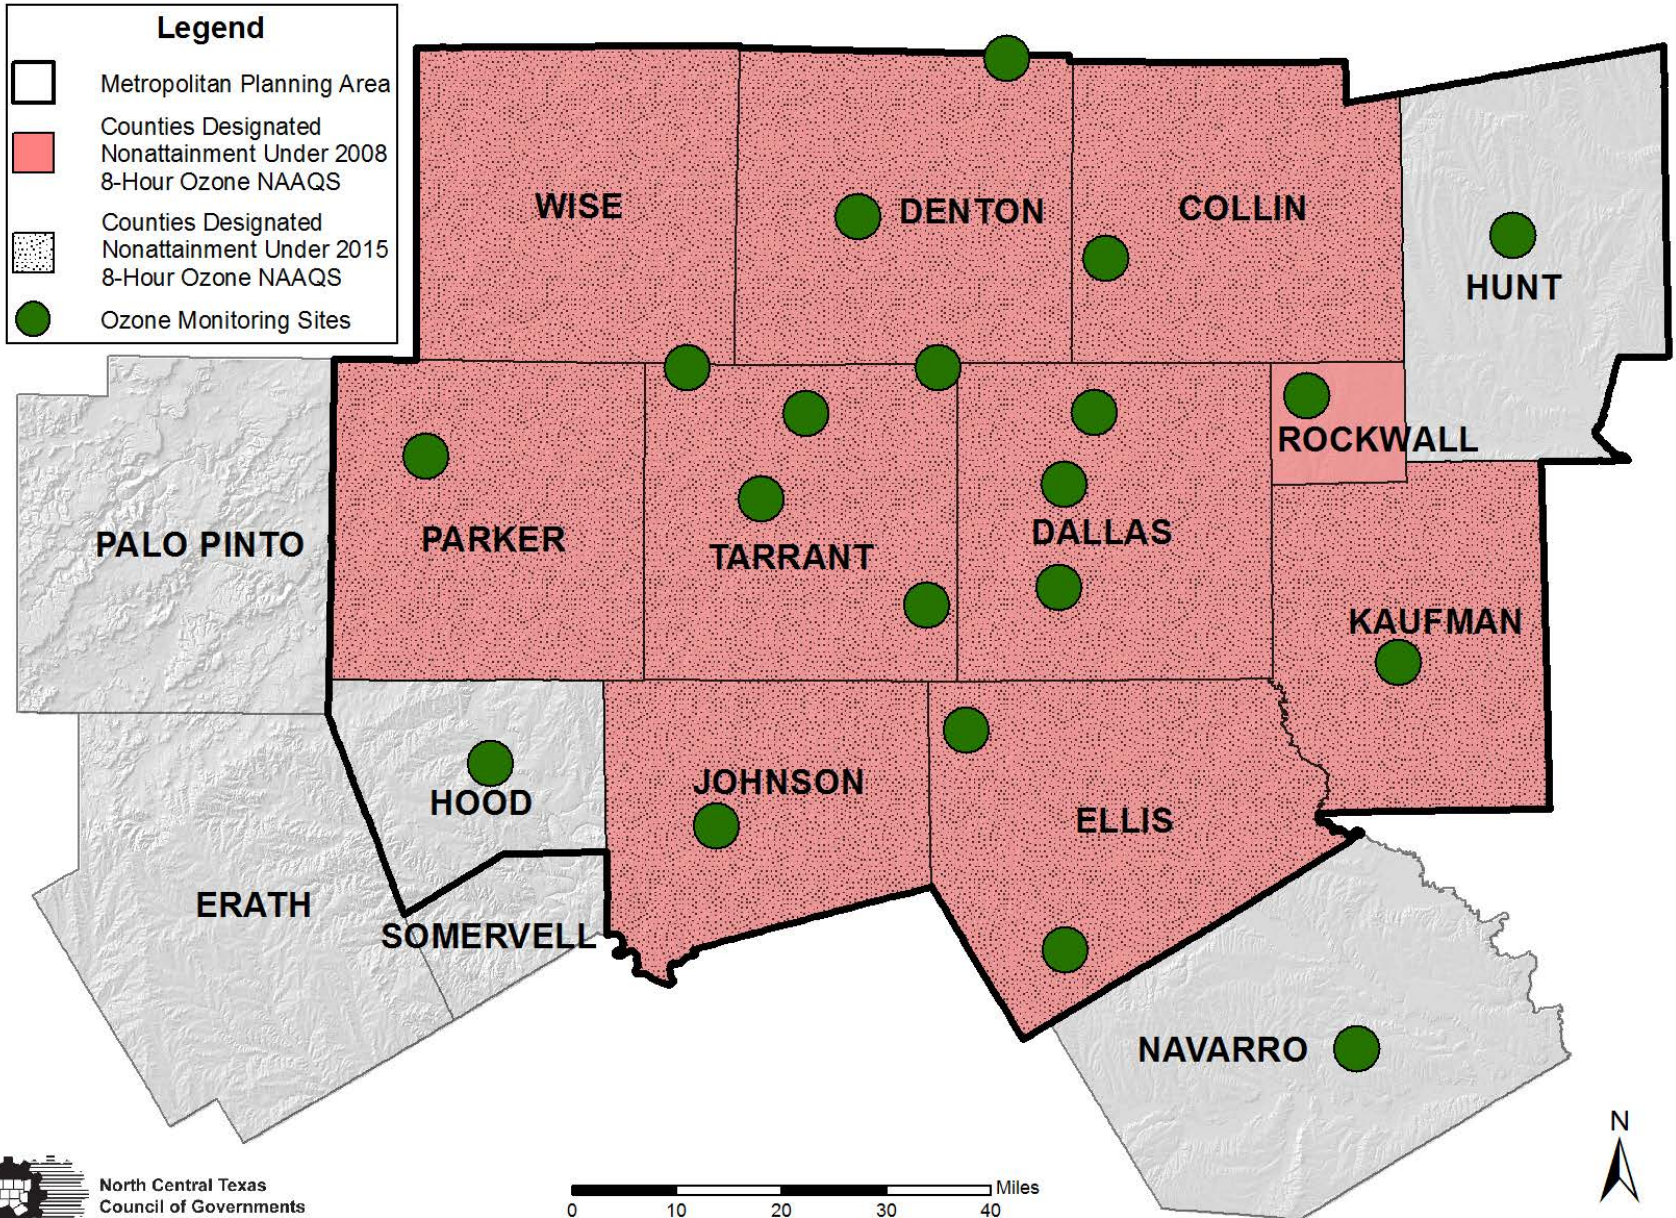 Legend
Metropolitan Planning Area
Counties Designated
Nonattainment Under 2008
8-Hour Ozone NAAQS
Counties Designated
Nonattainment Under 2015
8-Hour Ozone NAAQS
Ozone Monitoring Sites
WISE
DENTON
COLLIN
HUNT
ROCKWALL
PALO PINTO
PARKER
TARRANT
DALLAS
KAUFMAN
HOOD
JOHNSON
ELLIS
ERATH
SOMERVELL
NAVARRO
N
North Central Texas
Council of Governments
Miles
0 10 20 30 40